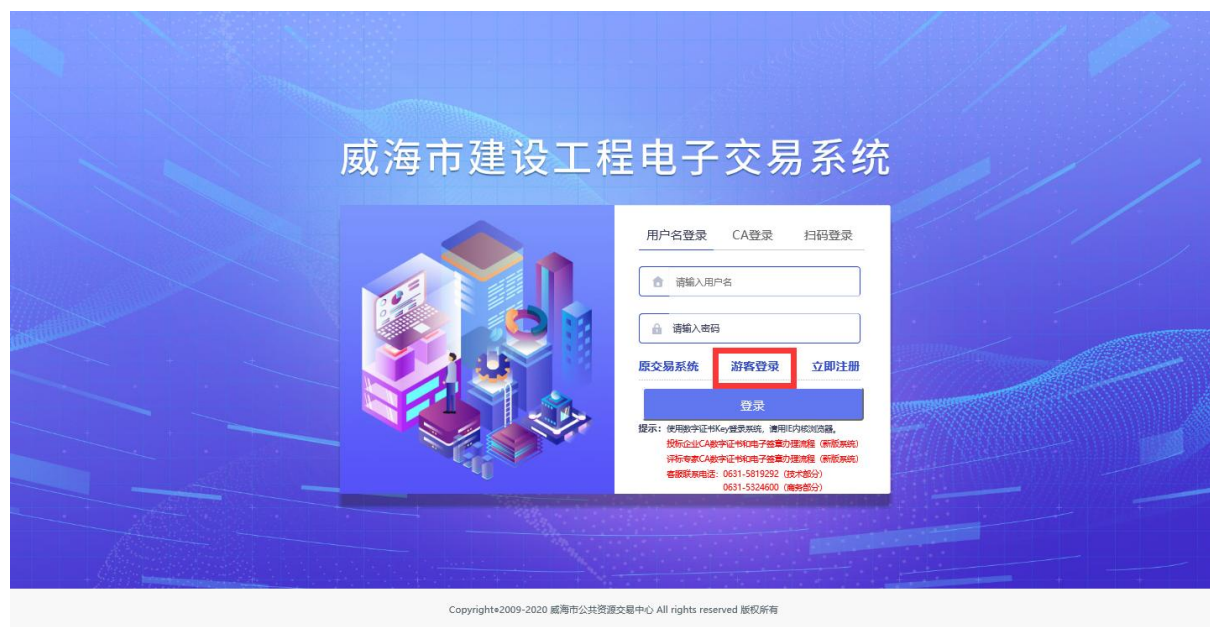 威海市建设工程电子交易系统
用户名登录 CA登录 扫码登录
请输入用户名
请输入密码
原交易系统 游客登录 立即注册
登录
提示：使用数字证书Key登录系统，请用IE内核浏览器。
投标企业CA数字证书和电子签章办理流程（新版系统）
评标专家CA数字证书和电子签章办理流程（新版系统）
客服联系电话：0631-5819292（技术部分）
0631-5324600（商务部分）
Copyright©2009-2020 威海市公共资源交易中心 All rights reserved 版权所有